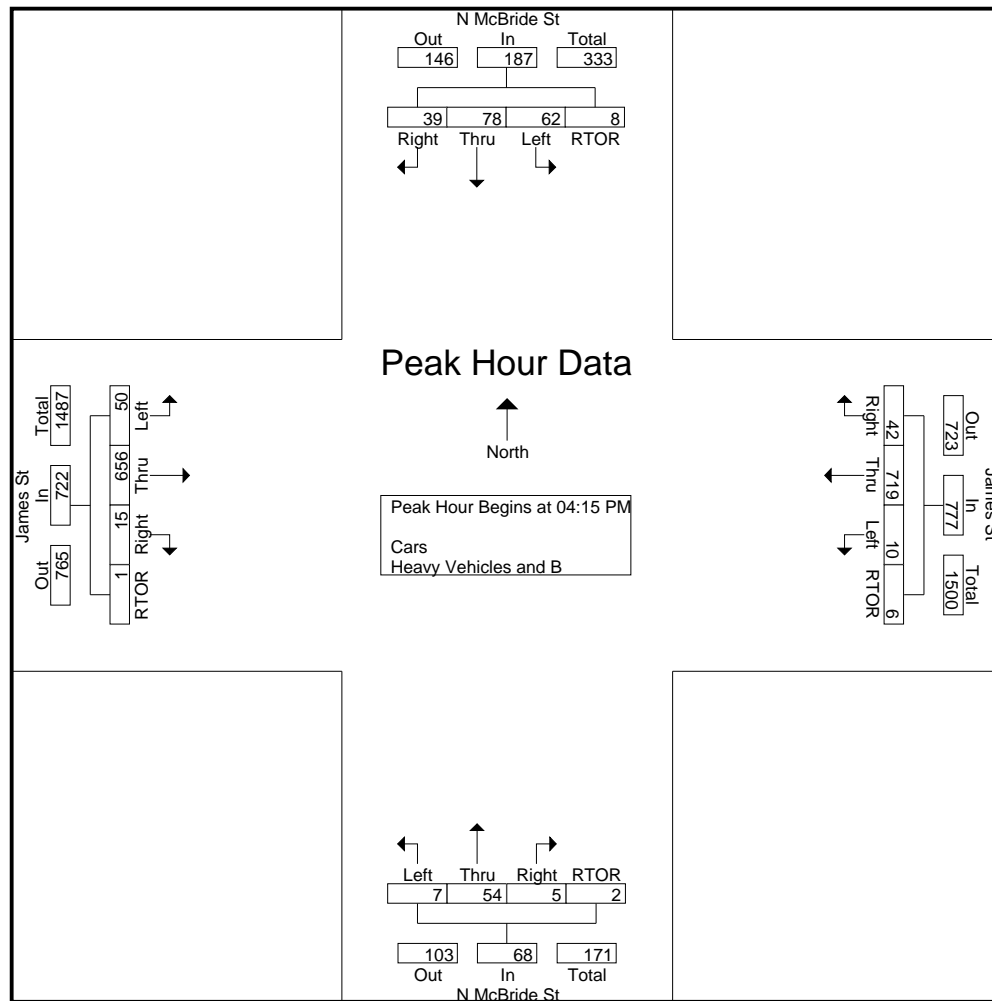 N McBride St
Out In Total
146 187 333
39 78 62 8
Right Thru Left RTOR
Peak Hour Data
North
Peak Hour Begins at 04:15 PM
Cars
Heavy Vehicles and B
James St
Total In Out
1487 722 765
50 656 15 1
Left Thru Right RTOR
Right Thru Left RTOR
42 719 10 6
Out In Total
723 777 1500
James St
Left Thru Right RTOR
7 54 5 2
103 68 171
Out In Total
N McBride St